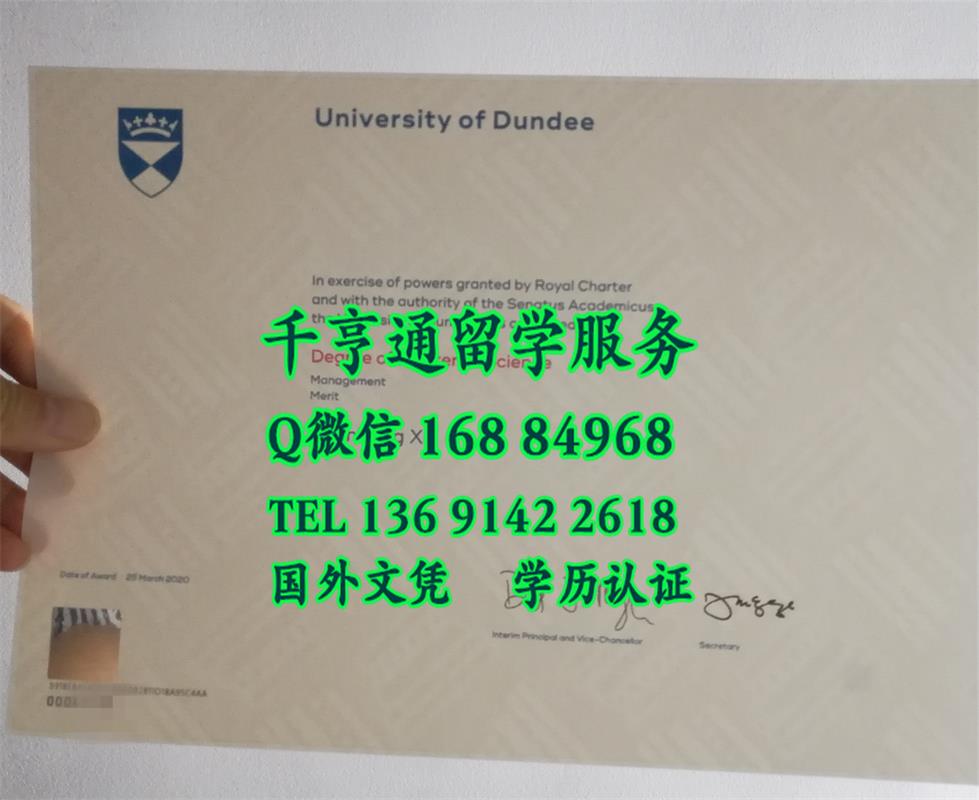 University of Dundee
In exercise of powers granted by Royal Charter
and with the authority of the Senatus Academicus
千亨通留学服务
Degree
Management
Merit
Q微信 168 84968
TEL 136 9142 2618
国外文凭 学历认证
Date of Award 25 March 2020
Interim Principal and Vice-Chancellor
Secretary